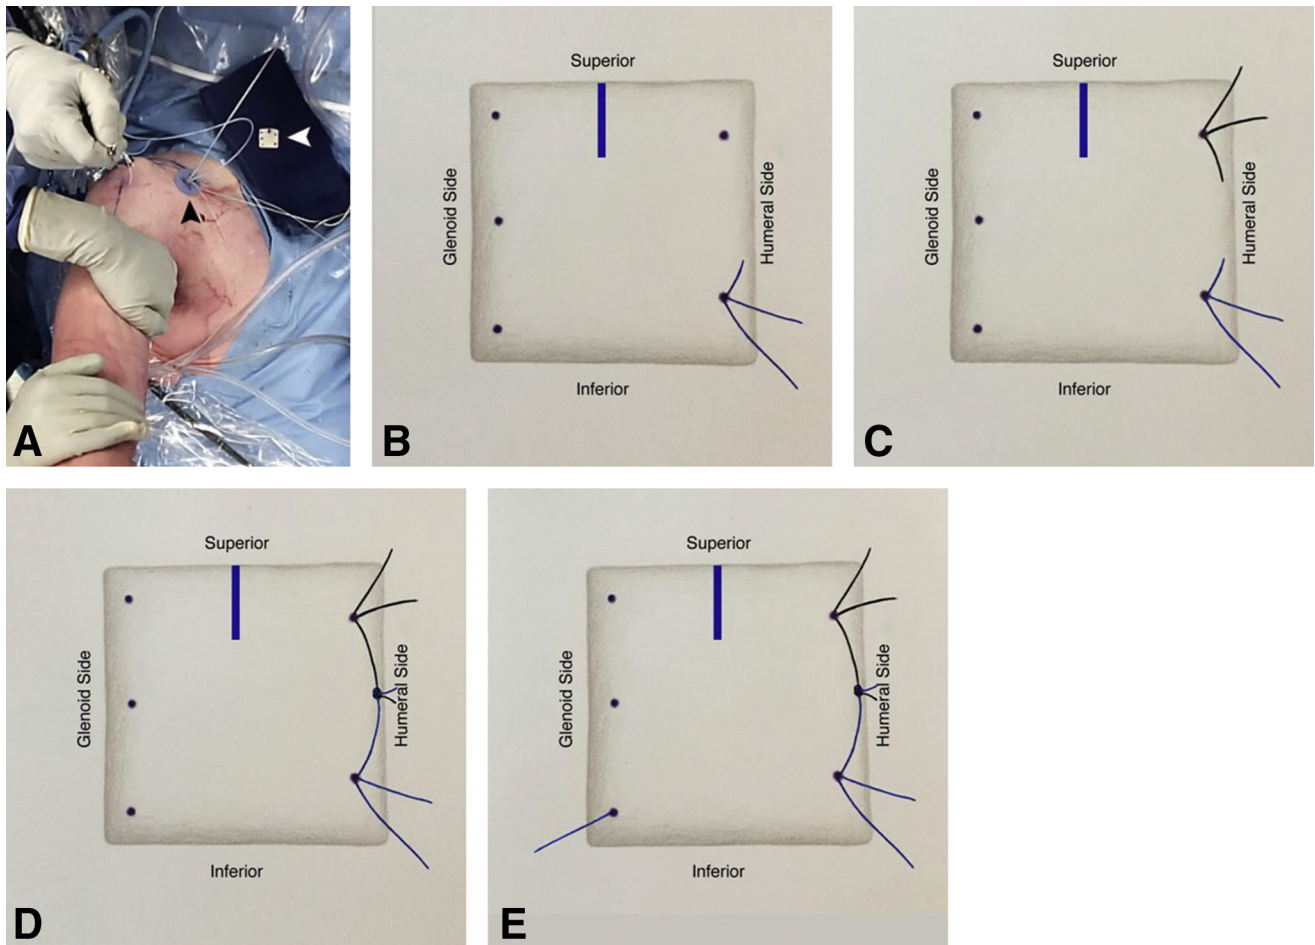 A
Superior
Glenoid Side
Humeral Side
Inferior
B
Superior
Glenoid Side
Humeral Side
Inferior
C
Superior
Glenoid Side
Humeral Side
Inferior
D
Superior
Glenoid Side
Humeral Side
Inferior
E